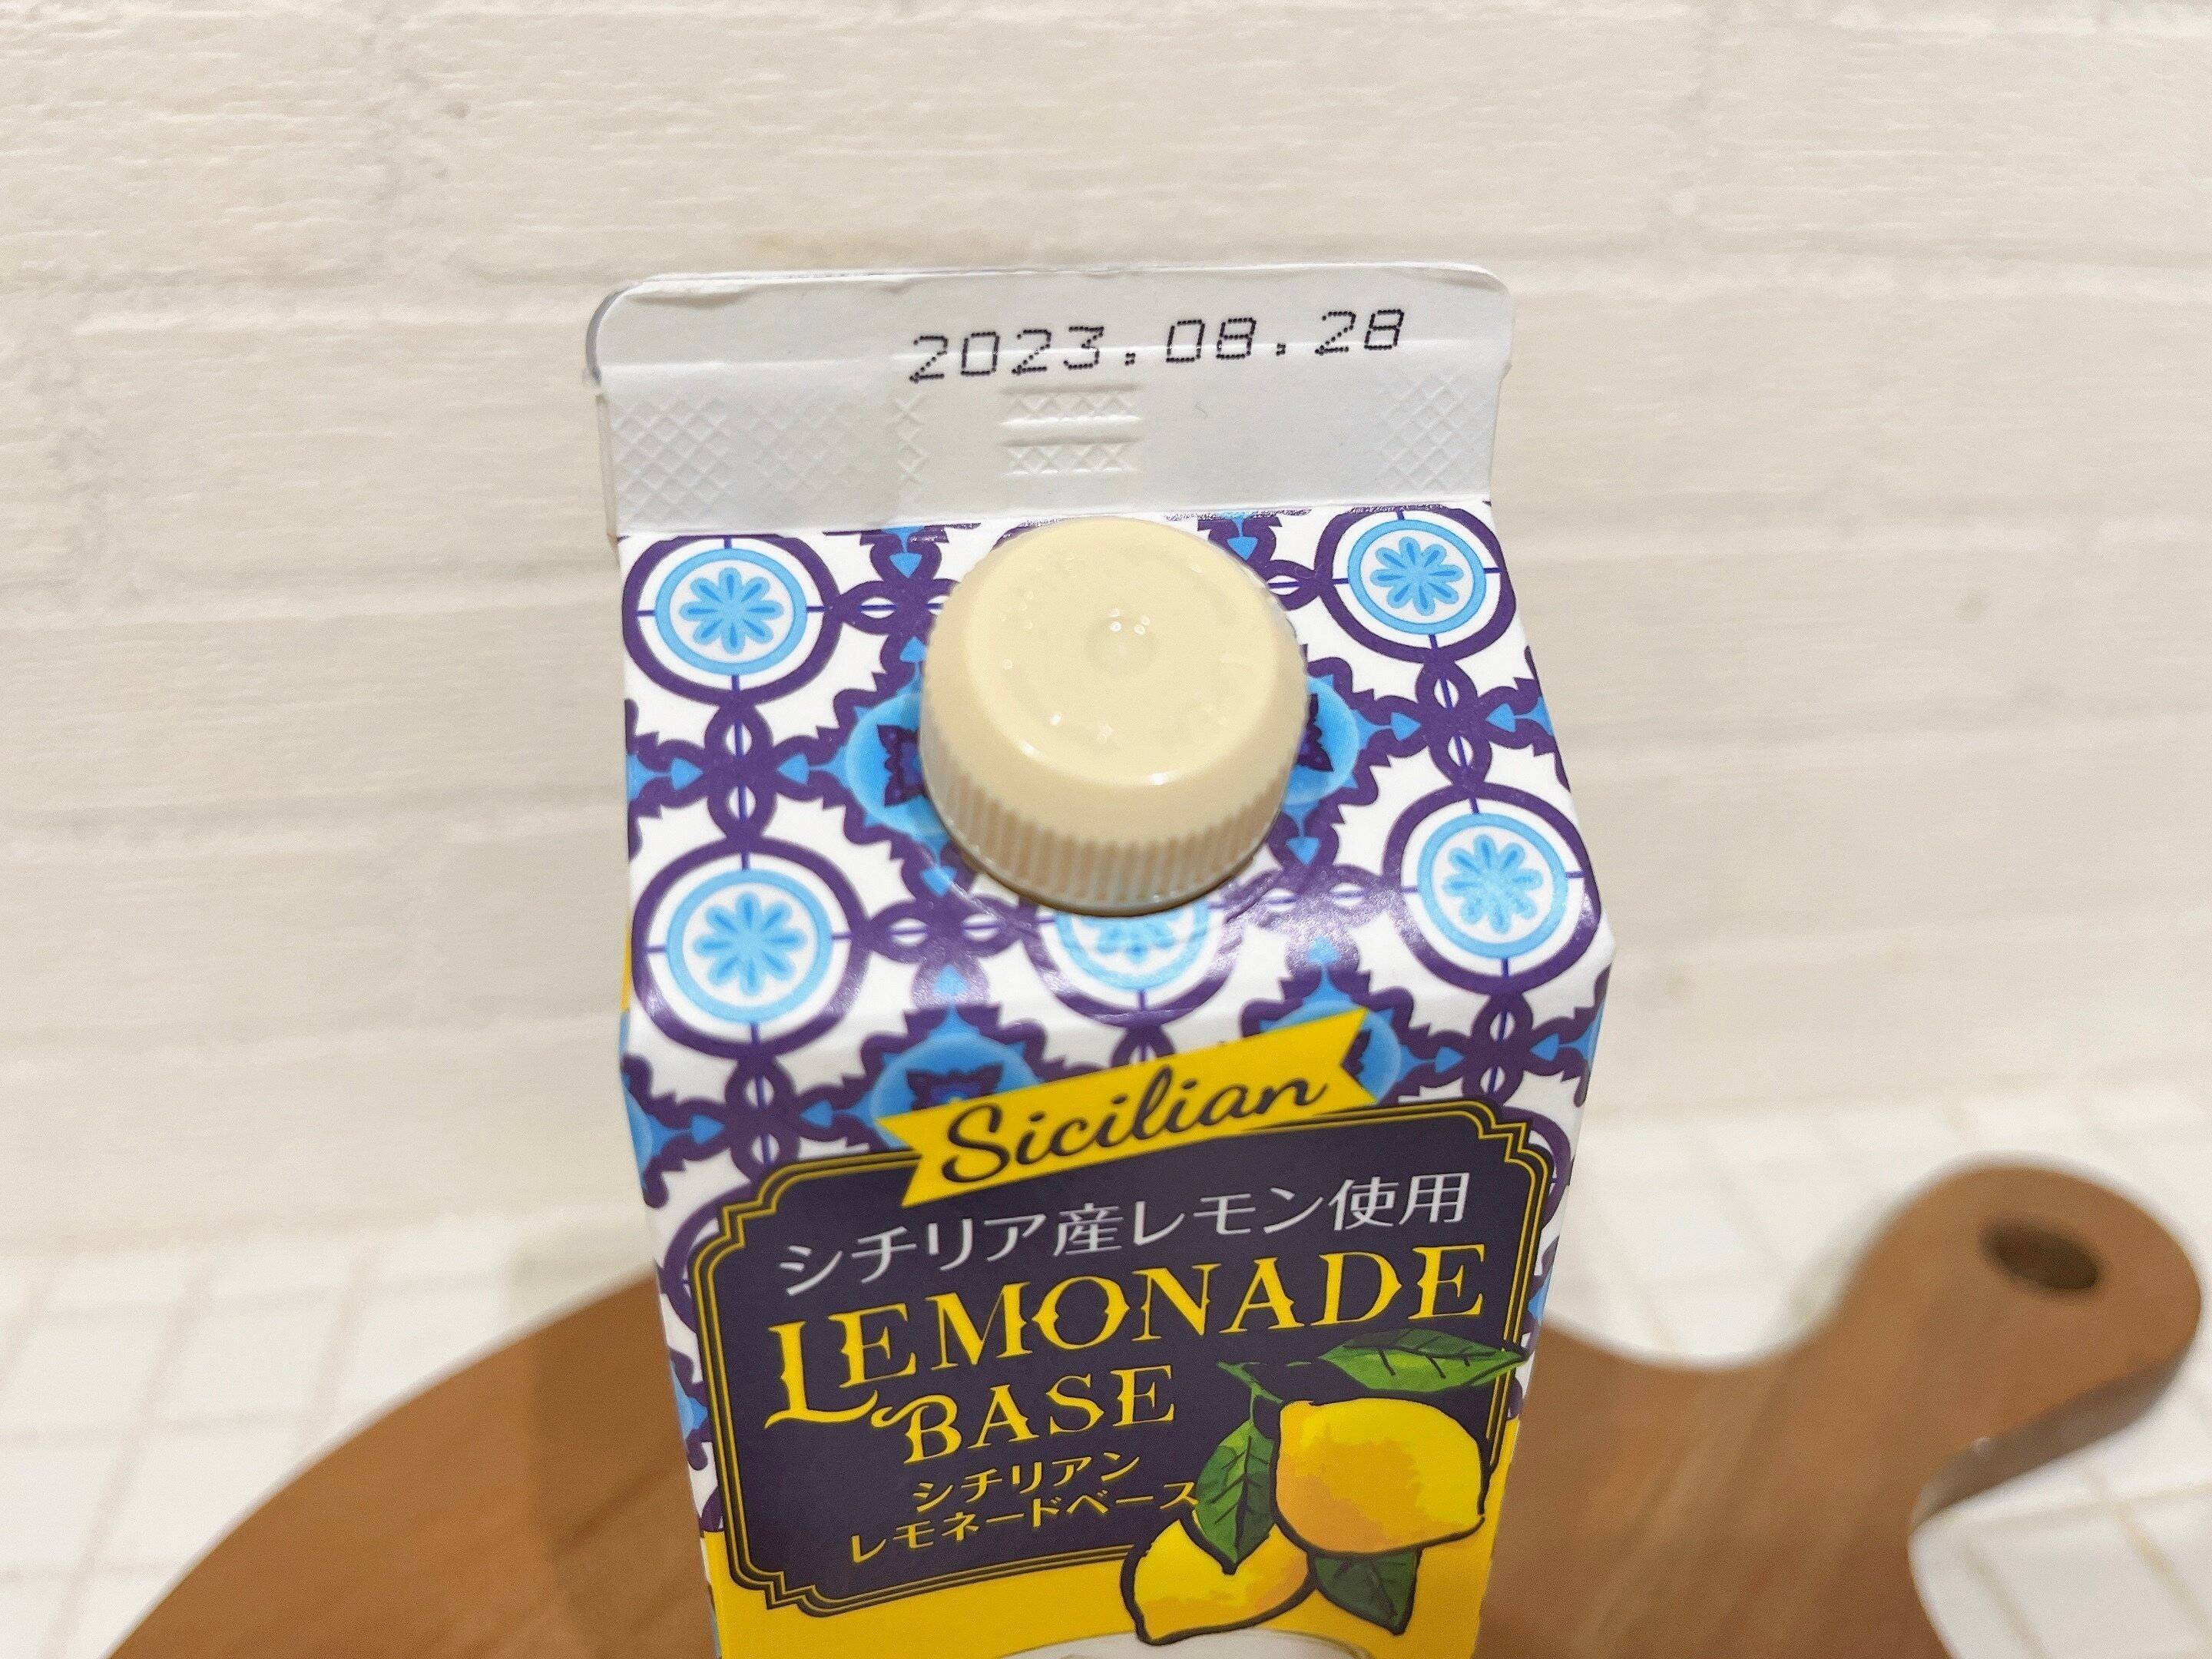 2023.08.28
Sicilian
シチリア産レモン使用
LEMONADE
BASE
シチリアン
レモネードベース